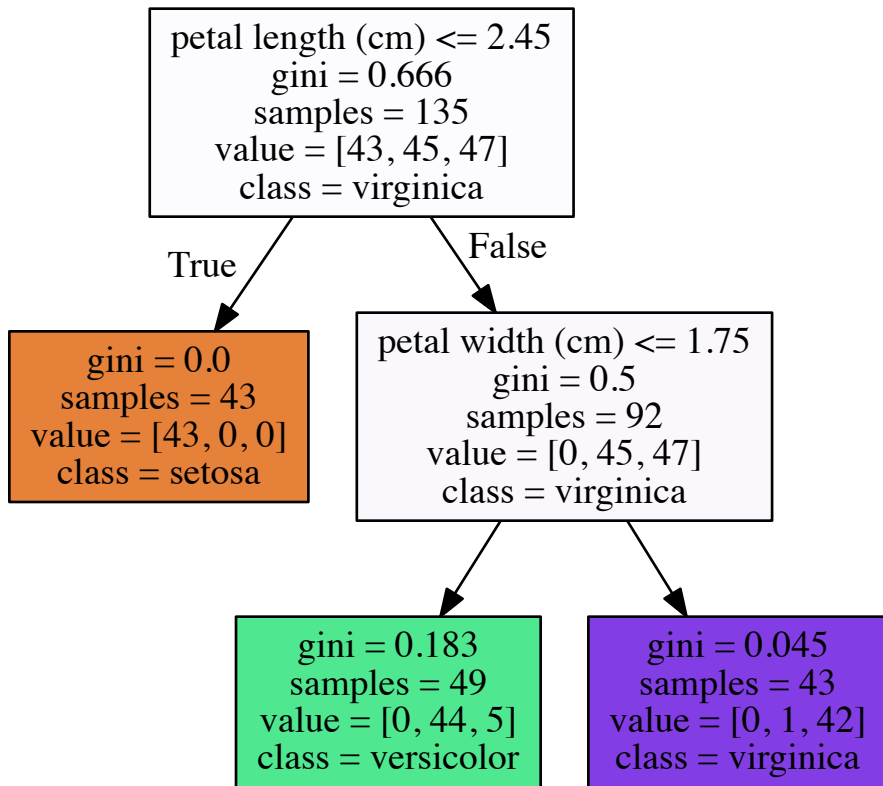 petal length (cm) <= 2.45
gini = 0.666
samples = 135
value = [43, 45, 47]
class = virginica
True
False
gini = 0.0
samples = 43
value = [43, 0, 0]
class = setosa
petal width (cm) <= 1.75
gini = 0.5
samples = 92
value = [0, 45, 47]
class = virginica
gini = 0.183
samples = 49
value = [0, 44, 5]
class = versicolor
gini = 0.045
samples = 43
value = [0, 1, 42]
class = virginica